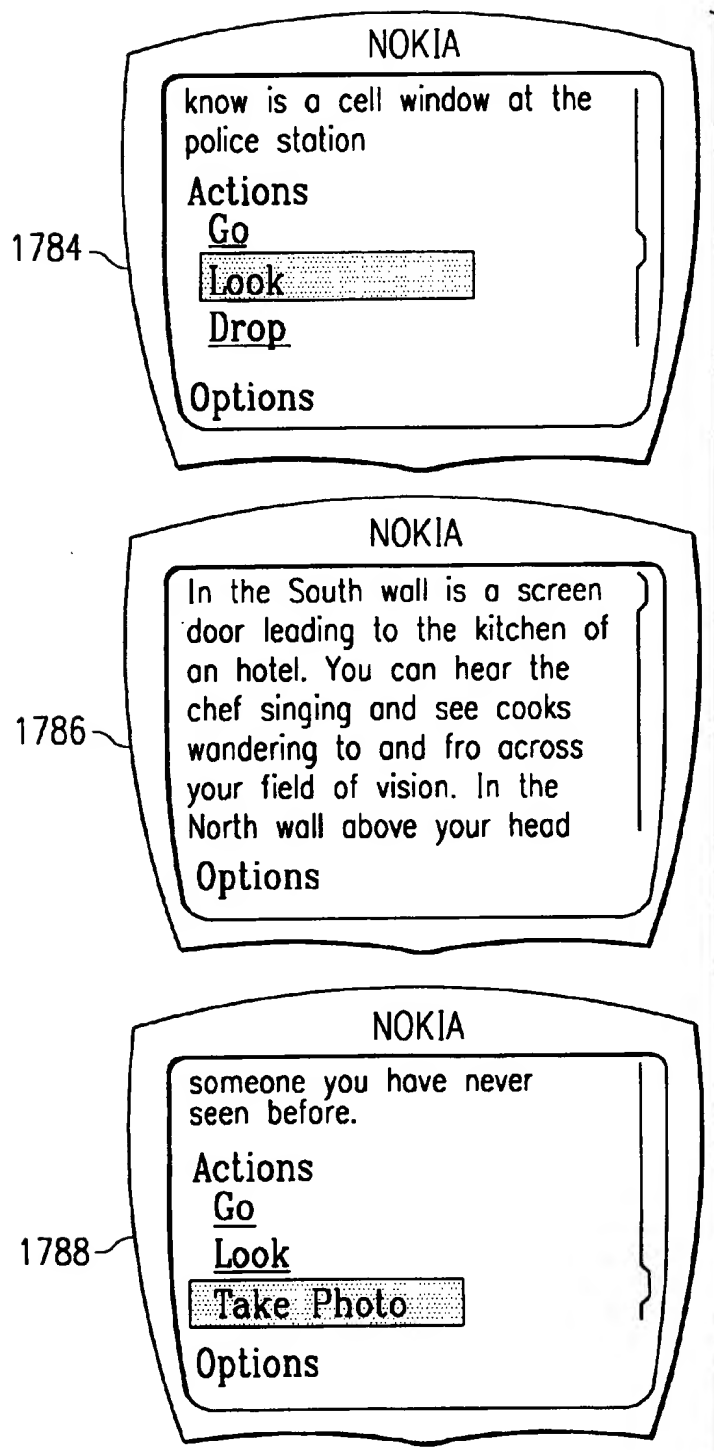 NOKIA
know is a cell window at the
police station
Actions
Go
1784
Look
Drop
Options
NOKIA
In the South wall is a screen
door leading to the kitchen of
an hotel. You can hear the
chef singing and see cooks
1786
wandering to and fro across
your field of vision. In the
North wall above your head
Options
NOKIA
someone you have never
seen before.
Actions
Go
1788
Look
Take Photo
Options